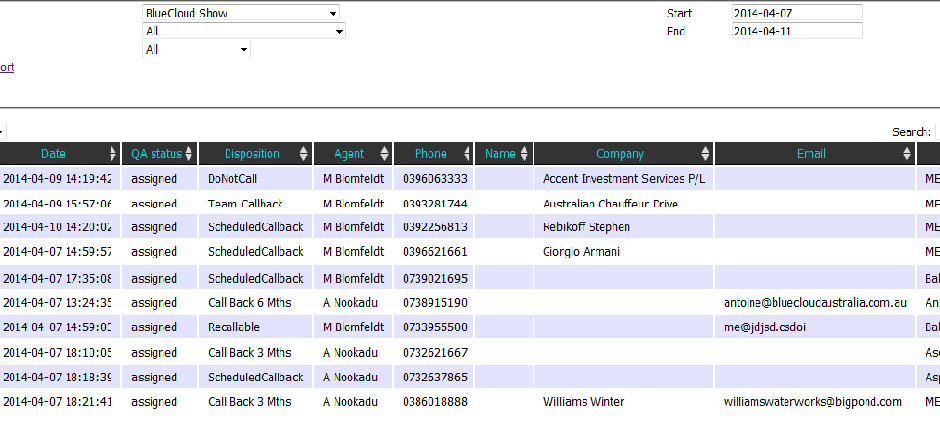 BlueCloud Show Start 2014-04-07
All End 2014-04-11
All
ort
Search:
Date QA status Disposition Agent Phone Name Company Email
2014-04-09 14:19:42 assigned DoNotCall M Blomfeldt 0396063333 Accent Investment Services P/L ME
2014-04-09 15:57:06 assigned Team Callback M Blomfeldt 0393281744 Australian Chauffeur Drive ME
2014-04-10 14:20:02 assigned ScheduledCallback M Blomfeldt 0392256813 Rebikoff Stephen ME
2014-04-07 14:59:57 assigned ScheduledCallback M Blomfeldt 0396621661 Giorgio Armani ME
2014-04-07 17:35:08 assigned ScheduledCallback M Blomfeldt 0739021695 Bal
2014-04-07 13:24:35 assigned Call Back 6 Mths A Nookadu 0738915190 antoine@bluecloudaustralia.com.au An
2014-04-07 14:59:03 assigned Recallable M Blomfeldt 0733955500 me@jdjsd.csdoi Bal
2014-04-07 18:10:05 assigned Call Back 3 Mths A Nookadu 0732621667 Aso
2014-04-07 18:18:39 assigned ScheduledCallback A Nookadu 0732637865 Asp
2014-04-07 18:21:41 assigned Call Back 3 Mths A Nookadu 0386018888 Williams Winter williamswaterworks@bigpond.com ME